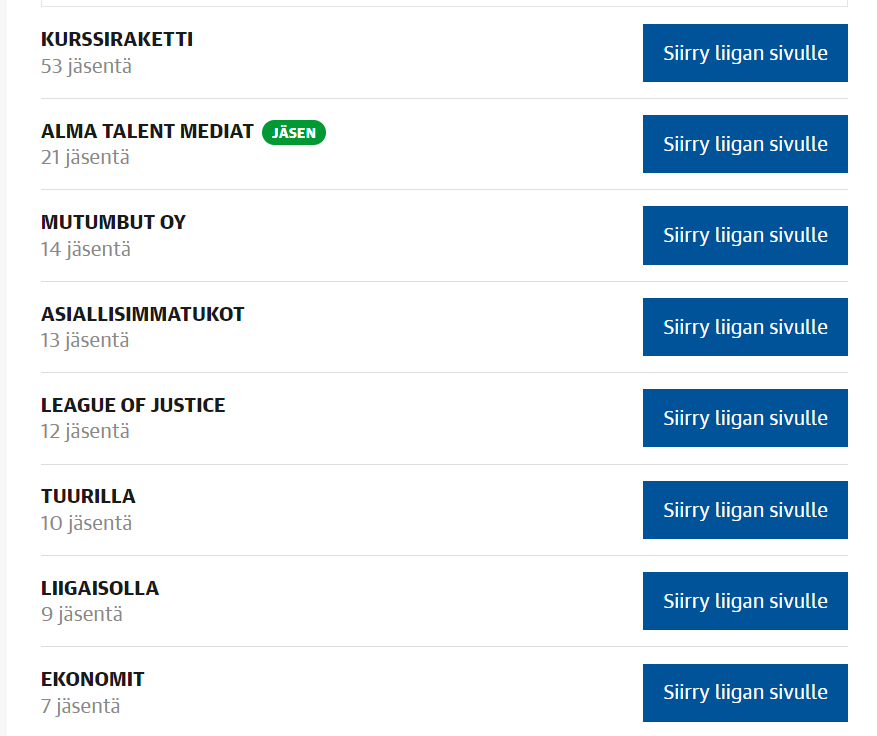 KURSSIRAKETTI
53 jäsentä
Siirry liigan sivulle
ALMA TALENT MEDIAT JÄSEN
21 jäsentä
Siirry liigan sivulle
MUTUMBUT OY
14 jäsentä
Siirry liigan sivulle
ASIALLISIMMATUKOT
13 jäsentä
Siirry liigan sivulle
LEAGUE OF JUSTICE
12 jäsentä
Siirry liigan sivulle
TUURILLA
10 jäsentä
Siirry liigan sivulle
LIIGAISOLLA
9 jäsentä
Siirry liigan sivulle
EKONOMIT
7 jäsentä
Siirry liigan sivulle